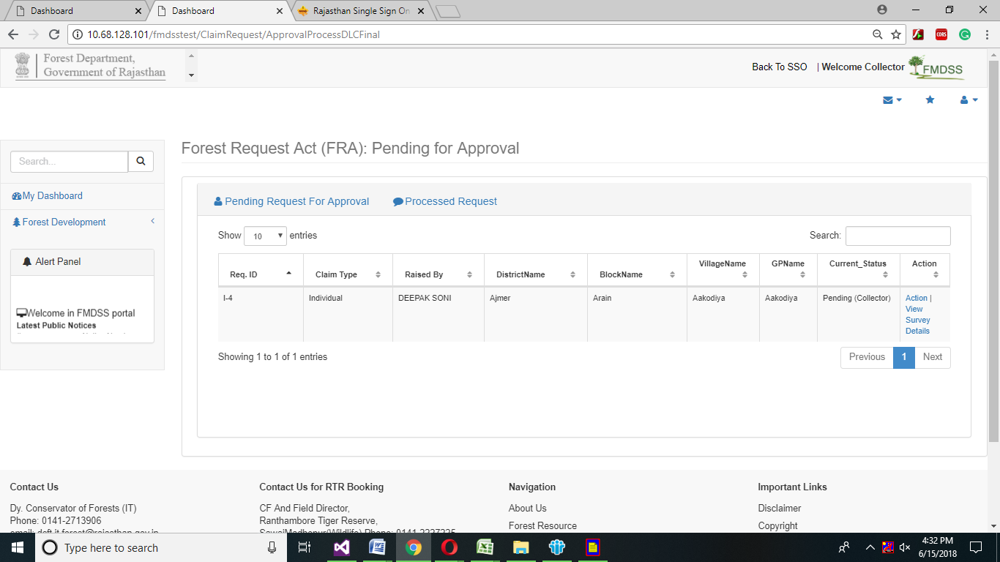 Dashboard
Dashboard
Rajasthan Single Sign On
10.68.128.101/fmdsstest/ClaimRequest/ApprovalProcessDLCFinal
Forest Department,
Government of Rajasthan
Back To SSO | Welcome Collector
FMDSS
Search...
My Dashboard
Forest Development
Alert Panel
Welcome in FMDSS portal
Latest Public Notices
Forest Request Act (FRA): Pending for Approval
Pending Request For Approval Processed Request
Show 10 entries Search:
Req. ID Claim Type Raised By DistrictName BlockName VillageName GPName Current_Status Action
I-4 Individual DEEPAK SONI Ajmer Arain Aakodiya Aakodiya Pending (Collector) Action |
View
Survey
Details
Showing 1 to 1 of 1 entries Previous 1 Next
Contact Us
Dy. Conservator of Forests (IT)
Phone: 0141-2713906
Contact Us for RTR Booking
CF And Field Director,
Ranthambore Tiger Reserve,
SawaiMadhopur(Wildlife) Phone: 0141-2227225
Navigation
About Us
Forest Resource
Important Links
Disclaimer
Copyright
Type here to search
4:32 PM
6/15/2018